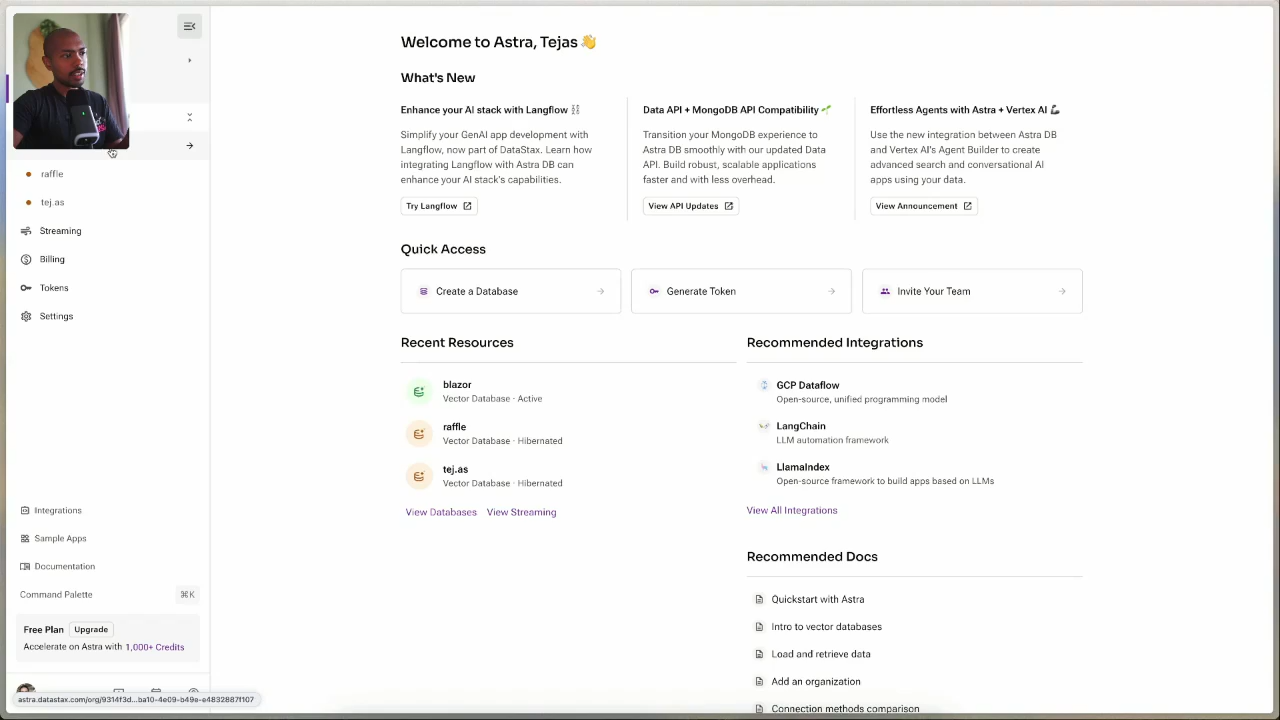 raffle
tej.as
Streaming
Billing
Tokens
Settings
Integrations
Sample Apps
Documentation
Command Palette ⌘K
Free Plan Upgrade
Accelerate on Astra with 1,000+ Credits
astra.datastax.com/org/9314f3d...ba10-4e09-b49e-e4832887f107
Welcome to Astra, Tejas 👋
What's New
Enhance your AI stack with Langflow ⛓️
Simplify your GenAI app development with
Langflow, now part of DataStax. Learn how
integrating Langflow with Astra DB can
enhance your AI stack's capabilities.
Try Langflow
Data API + MongoDB API Compatibility 🌱
Transition your MongoDB experience to
Astra DB smoothly with our updated Data
API. Build robust, scalable applications
faster and with less overhead.
View API Updates
Effortless Agents with Astra + Vertex AI 🦾
Use the new integration between Astra DB
and Vertex AI's Agent Builder to create
advanced search and conversational AI
apps using your data.
View Announcement
Quick Access
Create a Database
Generate Token
Invite Your Team
Recent Resources
blazor
Vector Database · Active
raffle
Vector Database · Hibernated
tej.as
Vector Database · Hibernated
View Databases View Streaming
Recommended Integrations
GCP Dataflow
Open-source, unified programming model
LangChain
LLM automation framework
LlamaIndex
Open-source framework to build apps based on LLMs
View All Integrations
Recommended Docs
Quickstart with Astra
Intro to vector databases
Load and retrieve data
Add an organization
Connection methods comparison